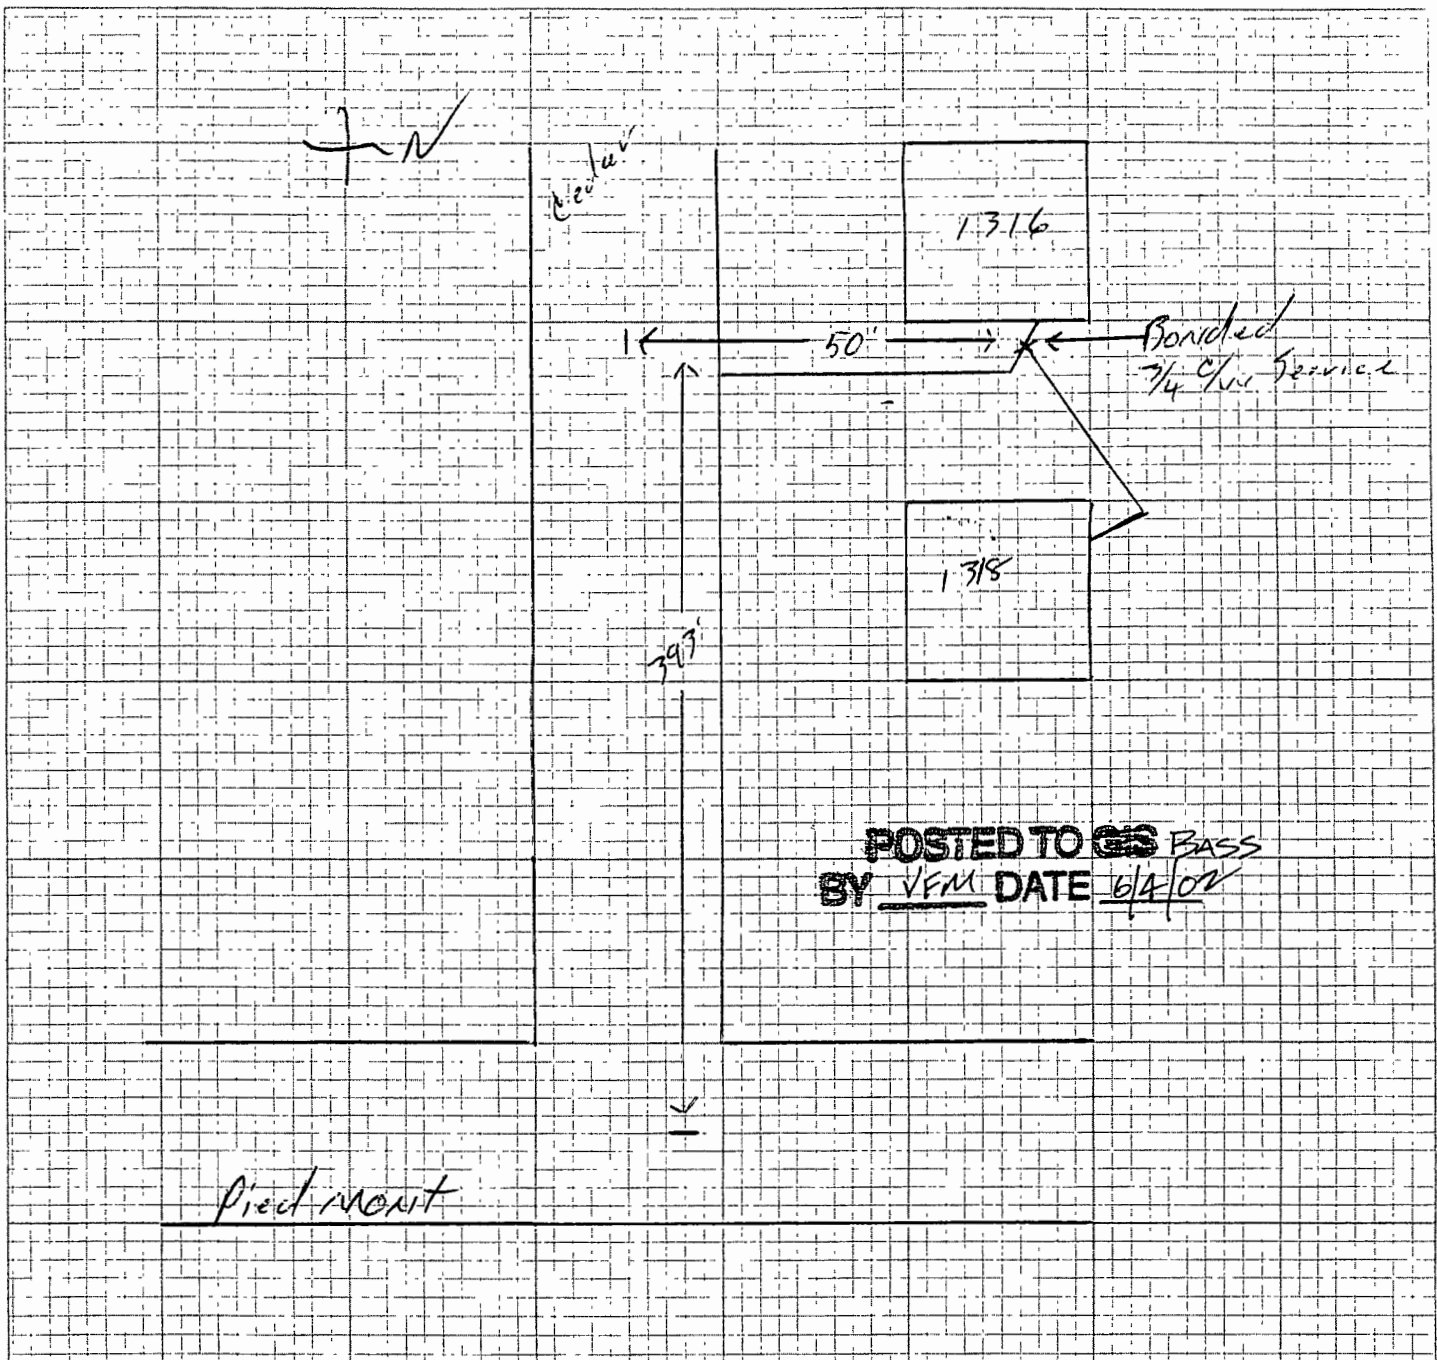 N
1316
50'
Bonded
3/4 C/W Service
1318
393'
POSTED TO GIS BASS
BY VFM DATE 6/4/02
Piedmont